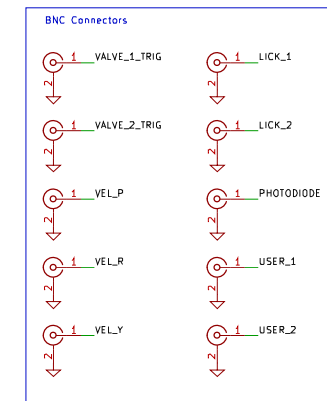 BNC Connectors
1 VALVE_1_TRIG 1 LICK_1
2 2
1 VALVE_2_TRIG 1 LICK_2
2 2
1 VEL_P 1 PHOTODIODE
2 2
1 VEL_R 1 USER_1
2 2
1 VEL_Y 1 USER_2
2 2